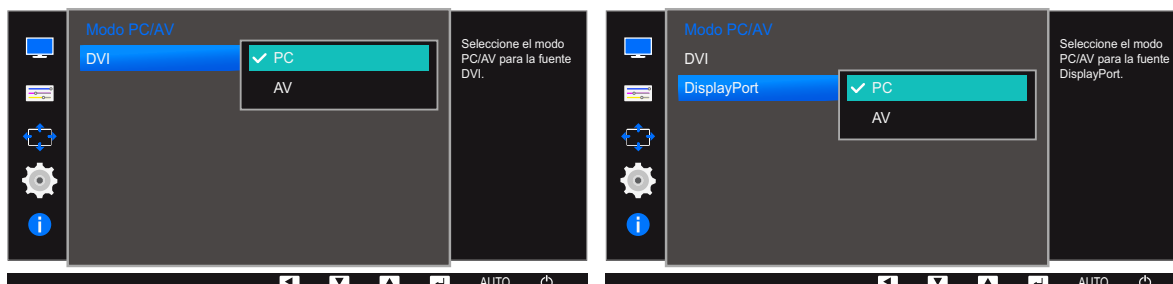 Modo PC/AV
DVI
PC
AV
Seleccione el modo
PC/AV para la fuente
DVI.
AUTO
Modo PC/AV
DVI
DisplayPort
PC
AV
Seleccione el modo
PC/AV para la fuente
DisplayPort.
AUTO